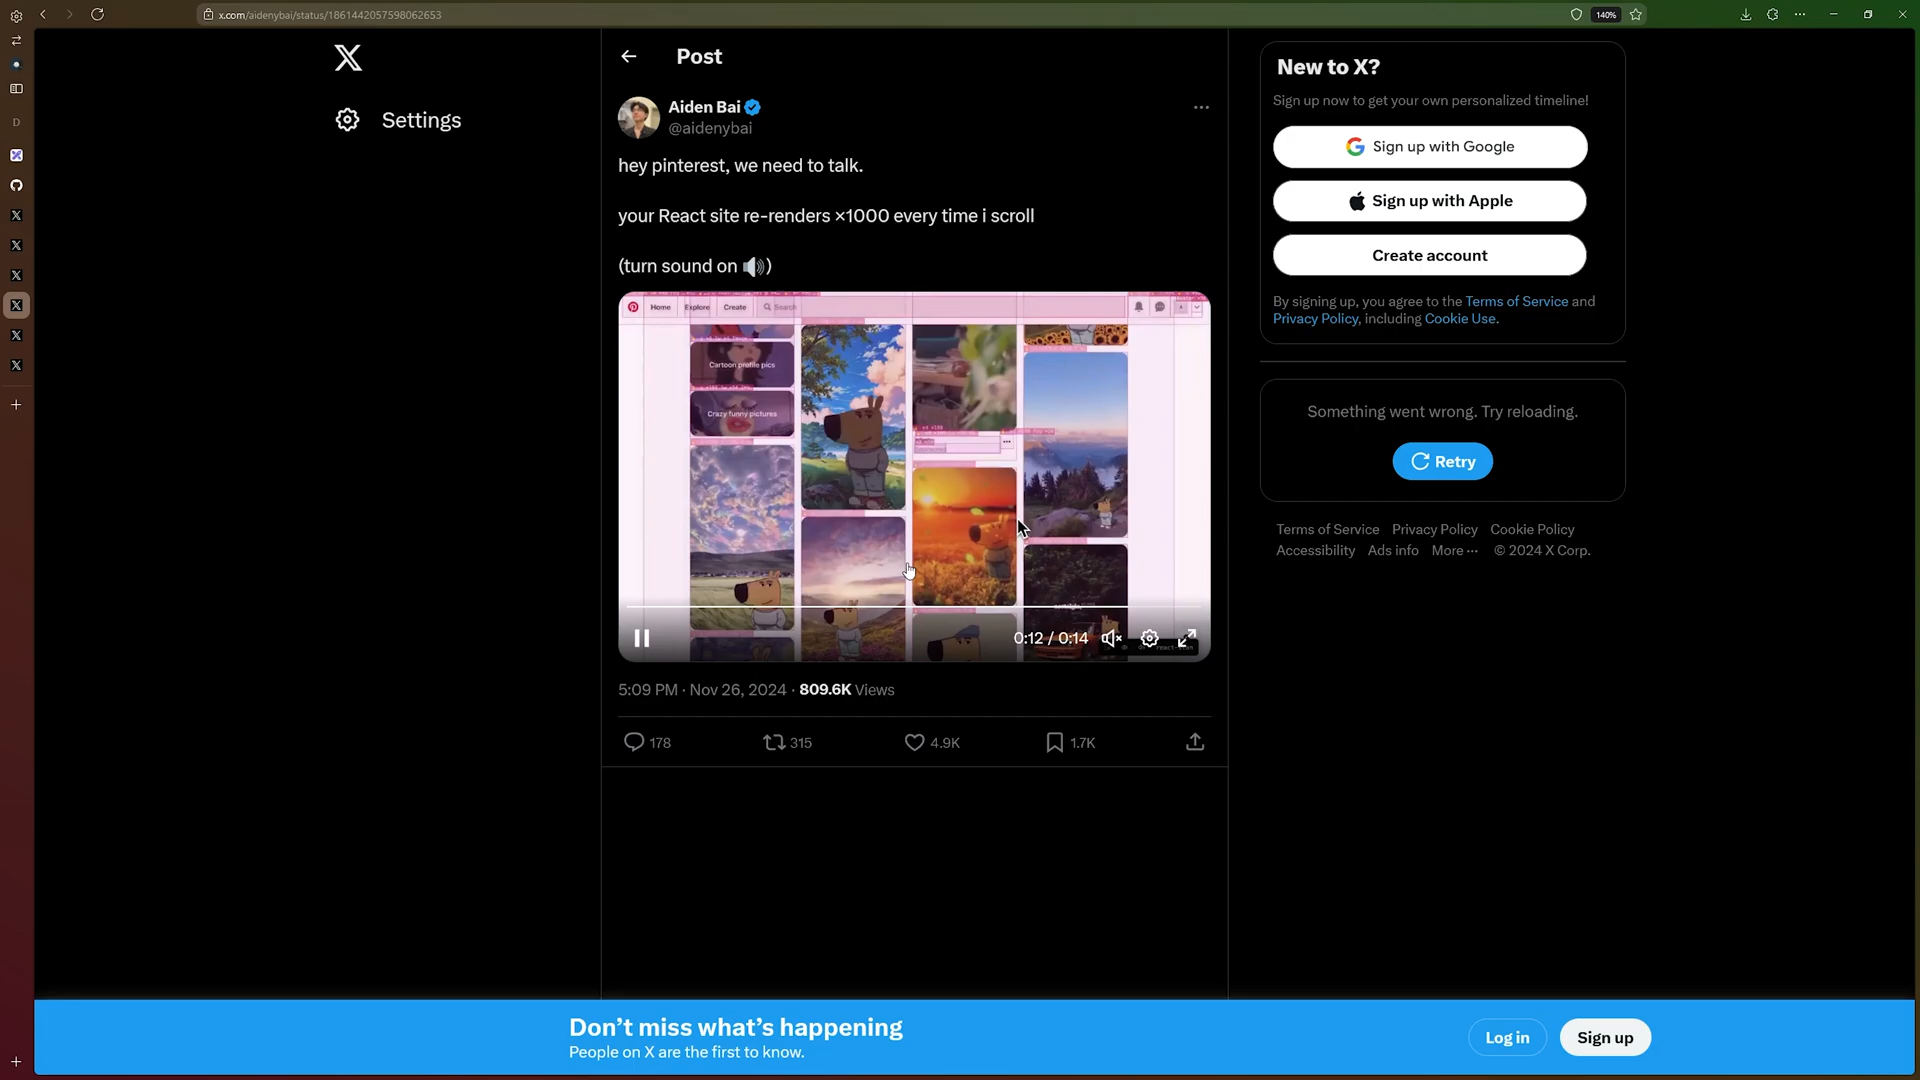 x.com/aidenybai/status/1861442057598062653
140%
Settings
Post
Aiden Bai
@aidenybai
hey pinterest, we need to talk.
your React site re-renders ×1000 every time i scroll
(turn sound on 🔊)
Home Explore Create Search
Cartoon profile pics
Crazy funny pictures
0:12 / 0:14
5:09 PM · Nov 26, 2024 · 809.6K Views
178 315 4.9K 1.7K
New to X?
Sign up now to get your own personalized timeline!
Sign up with Google
Sign up with Apple
Create account
By signing up, you agree to the Terms of Service and
Privacy Policy, including Cookie Use.
Something went wrong. Try reloading.
Retry
Terms of Service Privacy Policy Cookie Policy
Accessibility Ads info More ··· © 2024 X Corp.
Don’t miss what’s happening
People on X are the first to know.
Log in
Sign up